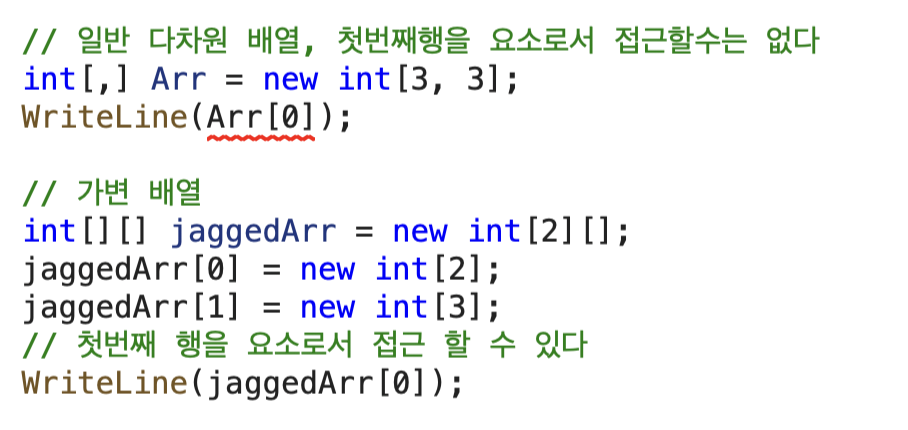 // 일반 다차원 배열, 첫번째행을 요소로서 접근할수는 없다
int[,] Arr = new int[3, 3];
WriteLine(Arr[0]);
// 가변 배열
int[][] jaggedArr = new int[2][];
jaggedArr[0] = new int[2];
jaggedArr[1] = new int[3];
// 첫번째 행을 요소로서 접근 할 수 있다
WriteLine(jaggedArr[0]);